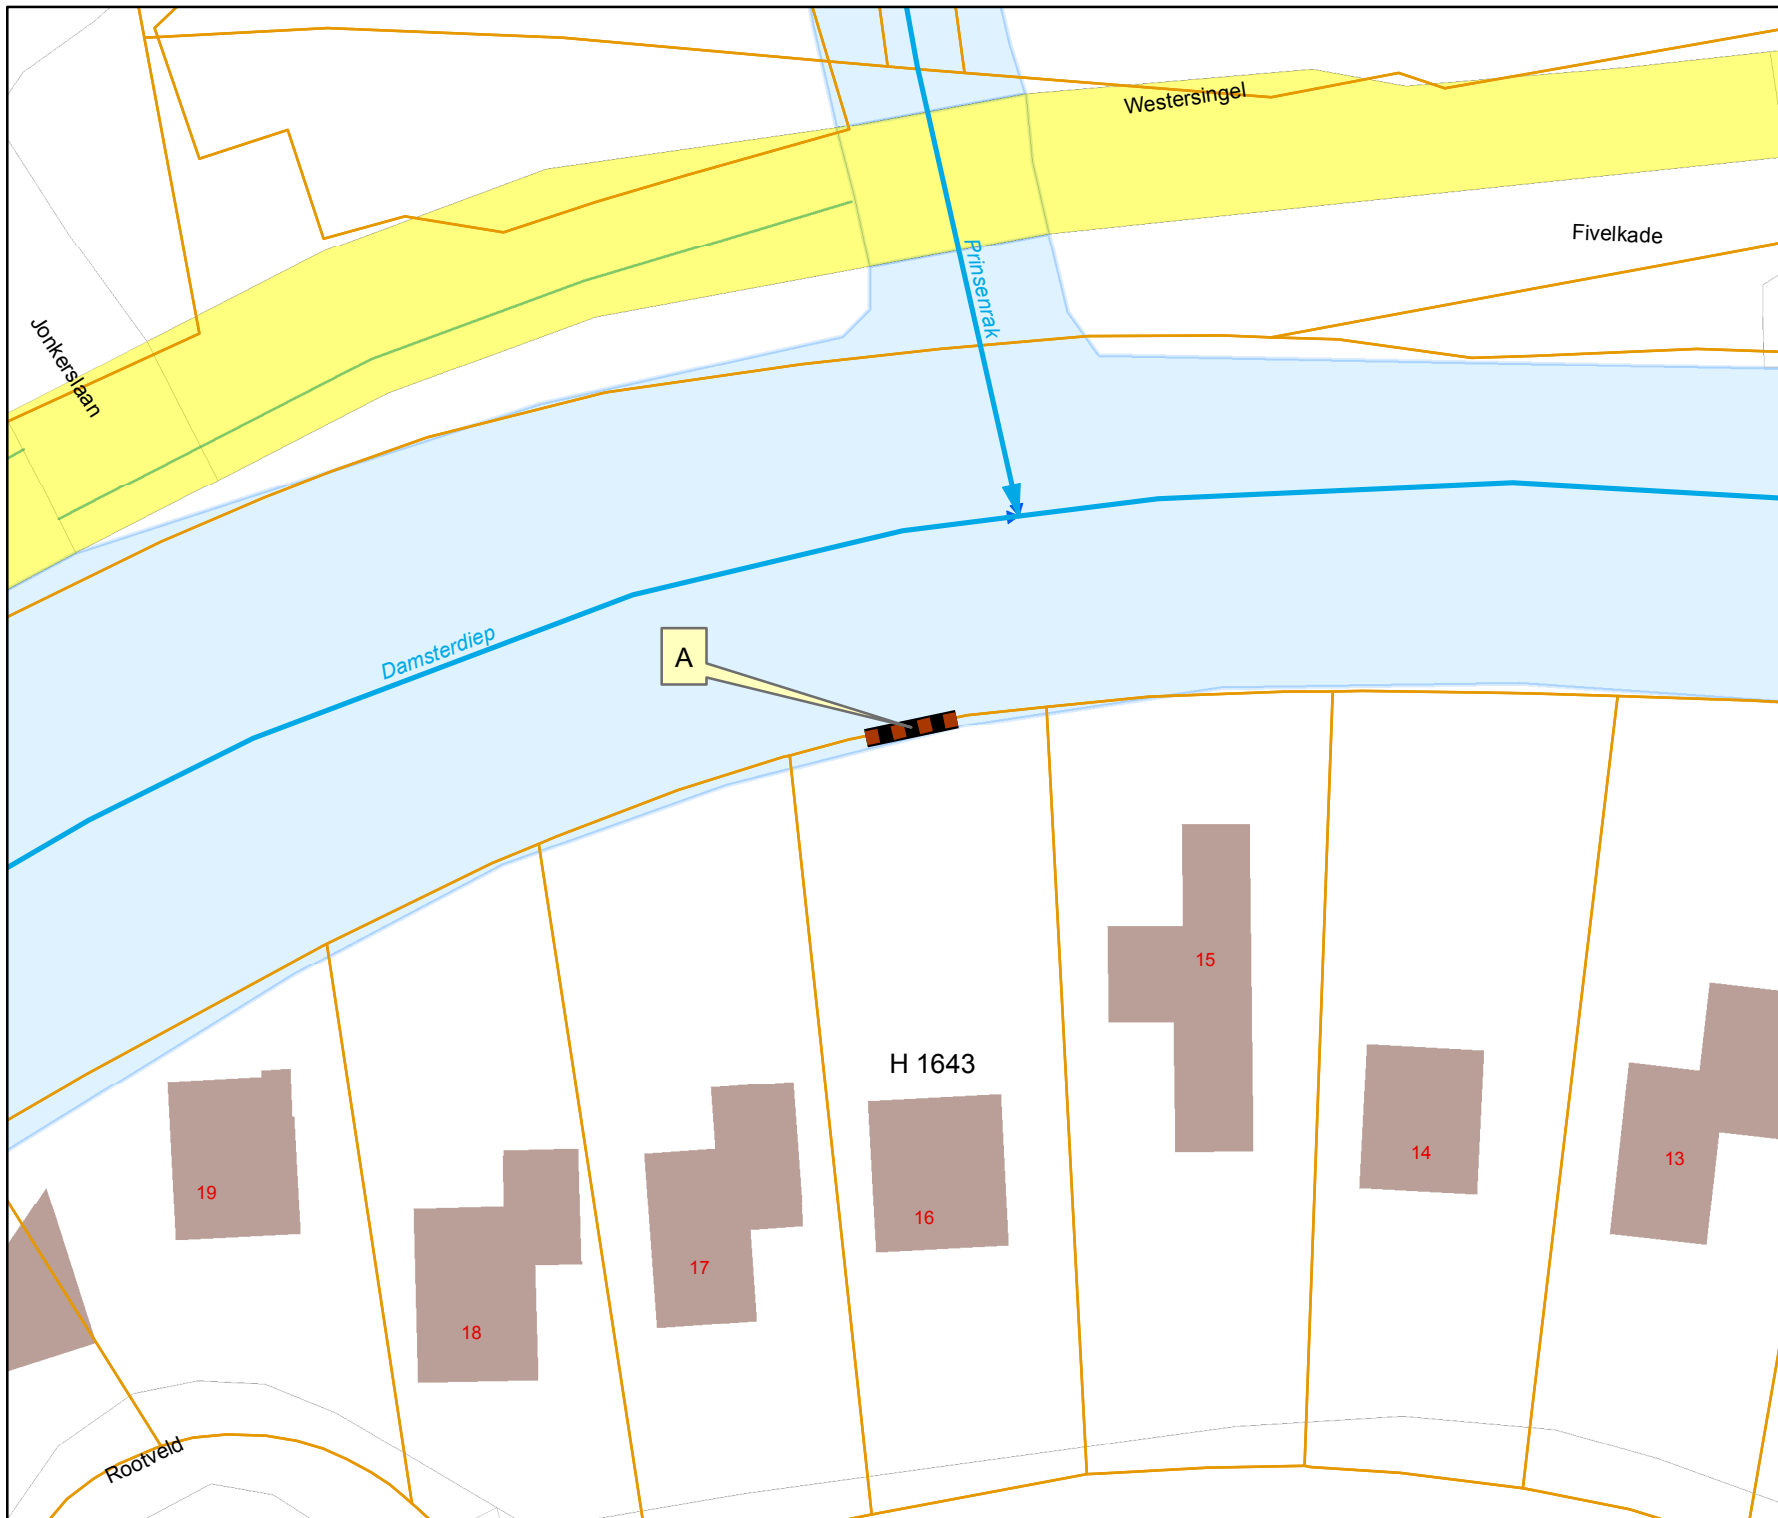 Westersingel
Fivelkade
Prinsenrak
Jonkerslaan
Damsterdiep
A
15
H 1643
14
13
19
16
17
18
Rootveld